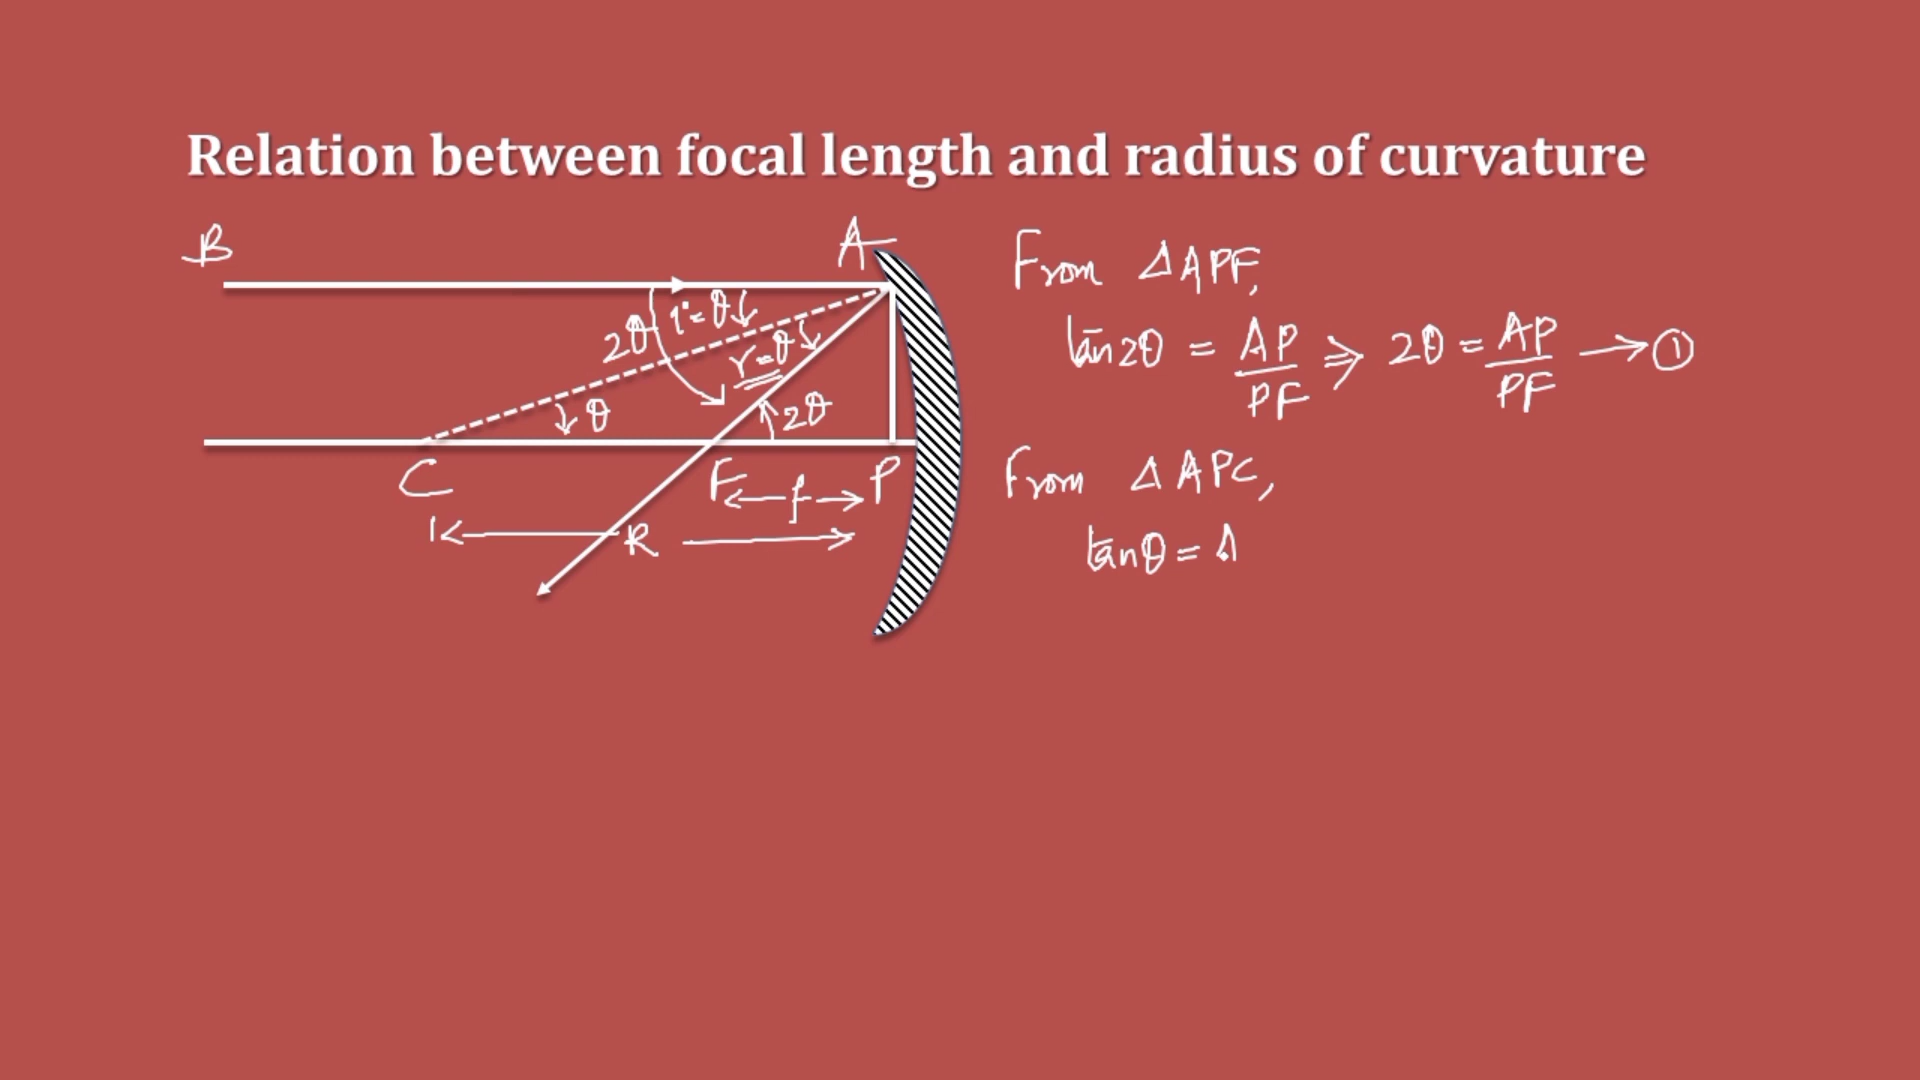 Relation between focal length and radius of curvature
B
A
i = θ
2θ
r = θ
θ
2θ
C
F
f
P
R
From ΔAPF,
tan2θ = AP/PF ⇒ 2θ = AP/PF → ①
From ΔAPC,
tanθ = A